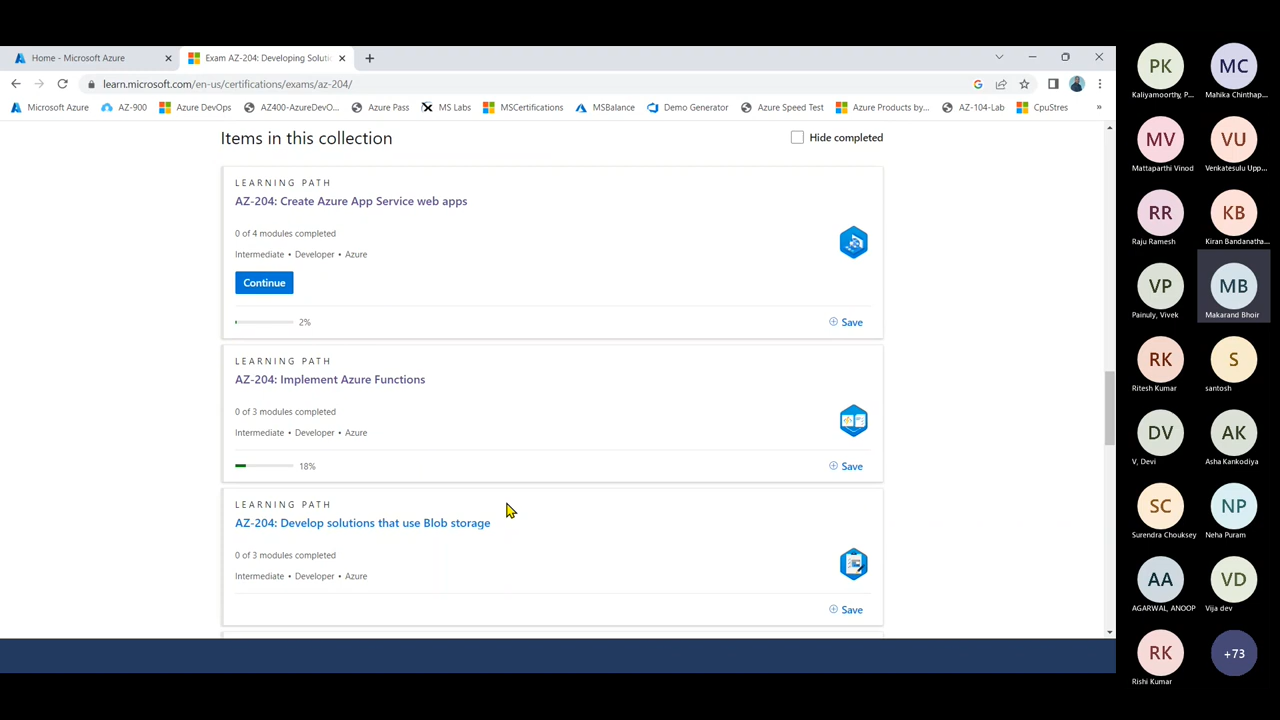 Home - Microsoft Azure
Exam AZ-204: Developing Soluti
learn.microsoft.com/en-us/certifications/exams/az-204/
Microsoft Azure AZ-900 Azure DevOps AZ400-AzureDevO... Azure Pass MS Labs MSCertifications MSBalance Demo Generator Azure Speed Test Azure Products by... AZ-104-Lab CpuStres »
Items in this collection
Hide completed
LEARNING PATH
AZ-204: Create Azure App Service web apps
0 of 4 modules completed
Intermediate • Developer • Azure
Continue
2%
Save
LEARNING PATH
AZ-204: Implement Azure Functions
0 of 3 modules completed
Intermediate • Developer • Azure
18%
Save
LEARNING PATH
AZ-204: Develop solutions that use Blob storage
0 of 3 modules completed
Intermediate • Developer • Azure
Save
PK MC
Kaliyamoorthy, P... Mahika Chinthap...
MV VU
Mattaparthi Vinod Venkatesulu Upp...
RR KB
Raju Ramesh Kiran Bandanatha...
VP MB
Painuly, Vivek Makarand Bhoir
RK S
Ritesh Kumar santosh
DV AK
V, Devi Asha Kankodiya
SC NP
Surendra Chouksey Neha Puram
AA VD
AGARWAL, ANOOP Vija dev
RK +73
Rishi Kumar